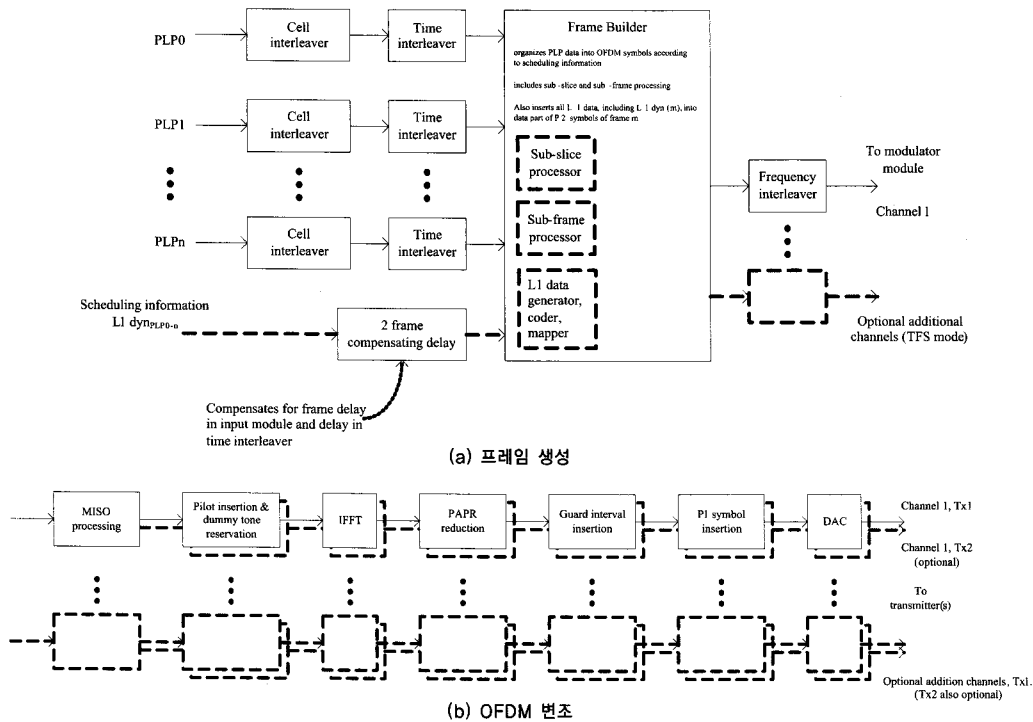 PLP0
Cell
interleaver
Time
interleaver
PLP1
Cell
interleaver
Time
interleaver
PLPn
Cell
interleaver
Time
interleaver
Scheduling information
L1 dynPLP0-n
2 frame
compensating delay
Compensates for frame delay
in input module and delay in
time interleaver
Frame Builder
organizes PLP data into OFDM symbols according
to scheduling information
includes sub -slice and sub -frame processing
Also inserts all L 1 data, including L 1 dyn (m), into
data part of P 2 symbols of frame m
Sub-slice
processor
Sub-frame
processor
L1 data
generator,
coder,
mapper
Frequency
interleaver
To modulator
module
Channel 1
Optional additional
channels (TFS mode)
(a) 프레임 생성
MISO
processing
Pilot insertion &
dummy tone
reservation
IFFT
PAPR
reduction
Guard interval
insertion
P1 symbol
insertion
DAC
Channel 1, Tx1
Channel 1, Tx2
(optional)
To
transmitter(s)
Optional addition channels, Tx1.
(Tx2 also optional)
(b) OFDM 변조